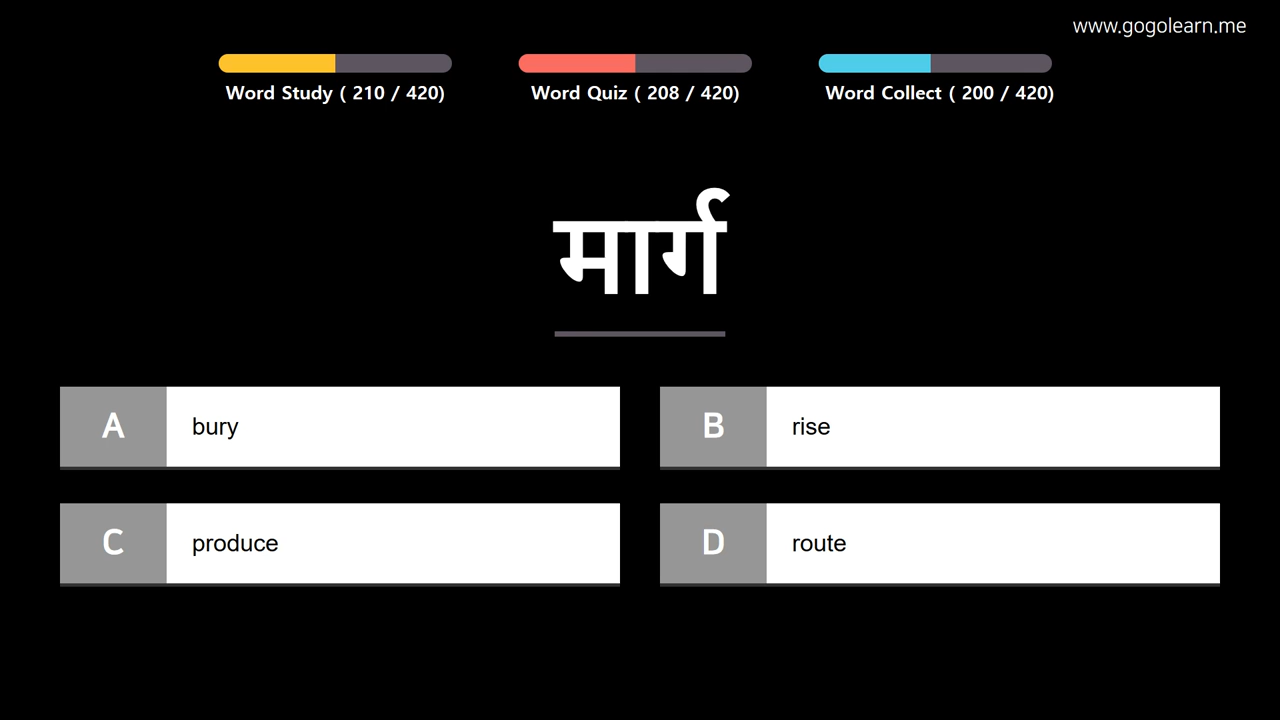 www.gogolearn.me
Word Study ( 210 / 420)
Word Quiz ( 208 / 420)
Word Collect ( 200 / 420)
मार्ग
A bury
B rise
C produce
D route